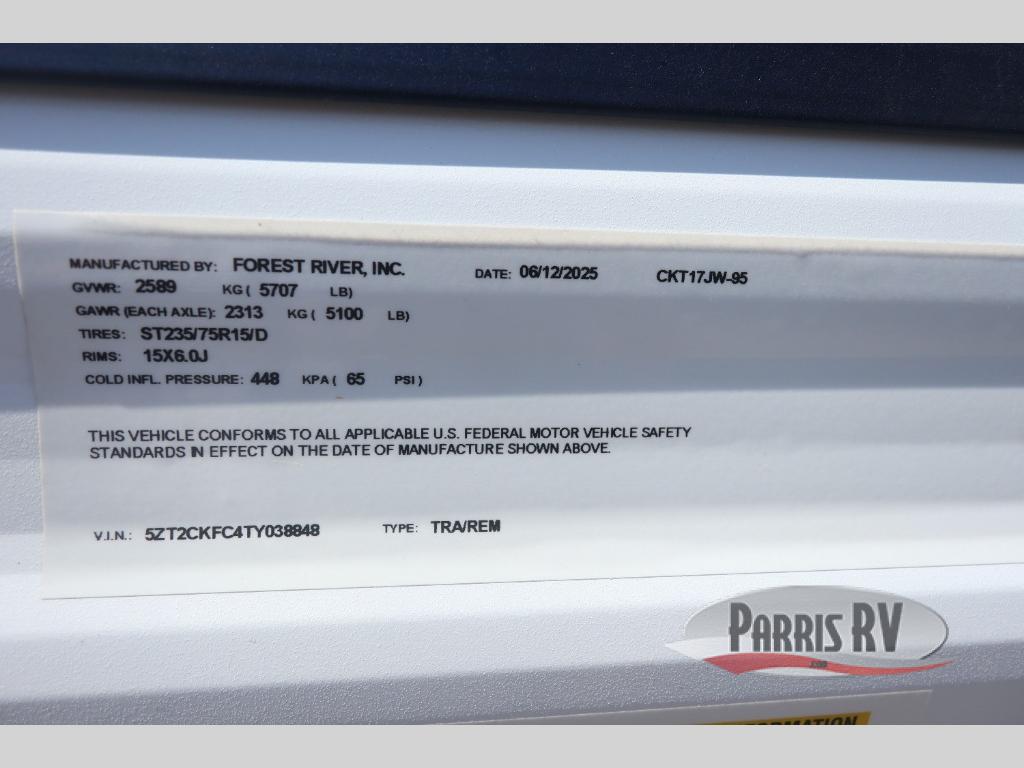 MANUFACTURED BY: FOREST RIVER, INC. DATE: 06/12/2025 CKT17JW-95
GVWR: 2589 KG ( 5707 LB)
GAWR (EACH AXLE): 2313 KG ( 5100 LB)
TIRES: ST235/75R15/D
RIMS: 15X6.0J
COLD INFL. PRESSURE: 448 KPA ( 65 PSI )
THIS VEHICLE CONFORMS TO ALL APPLICABLE U.S. FEDERAL MOTOR VEHICLE SAFETY
STANDARDS IN EFFECT ON THE DATE OF MANUFACTURE SHOWN ABOVE.
V.I.N.: 5ZT2CKFC4TY038848 TYPE: TRA/REM
PARRIS RV
.com